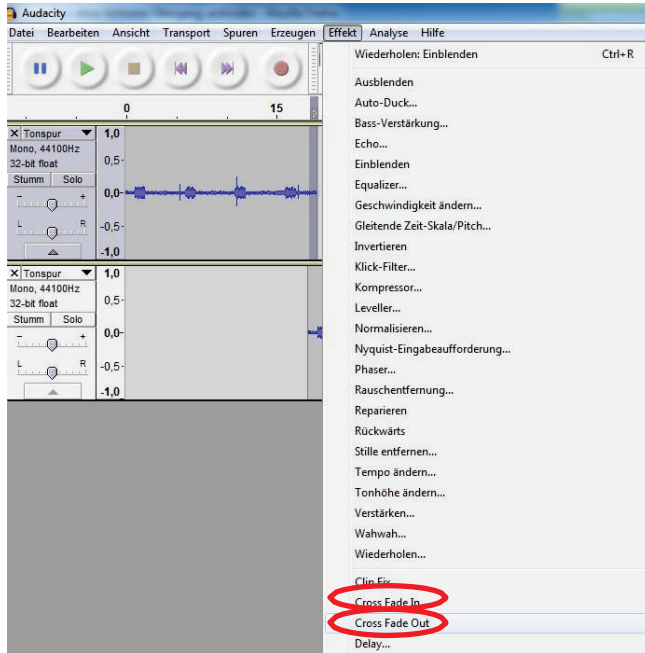 Audacity
Datei Bearbeiten Ansicht Transport Spuren Erzeugen Effekt Analyse Hilfe
0 15
Tonspur
Mono, 44100Hz
32-bit float
Stumm Solo
- +
L R
1,0
0,5-
0,0-
-0,5-
-1,0
Tonspur
Mono, 44100Hz
32-bit float
Stumm Solo
- +
L R
1,0
0,5-
0,0-
-0,5-
-1,0
Wiederholen: Einblenden Ctrl+R
Ausblenden
Auto-Duck...
Bass-Verstärkung...
Echo...
Einblenden
Equalizer...
Geschwindigkeit ändern...
Gleitende Zeit-Skala/Pitch...
Invertieren
Klick-Filter...
Kompressor...
Leveller...
Normalisieren...
Nyquist-Eingabeaufforderung...
Phaser...
Rauschentfernung...
Reparieren
Rückwärts
Stille entfernen...
Tempo ändern...
Tonhöhe ändern...
Verstärken...
Wahwah...
Wiederholen...
Clip Fix...
Cross Fade In
Cross Fade Out
Delay...